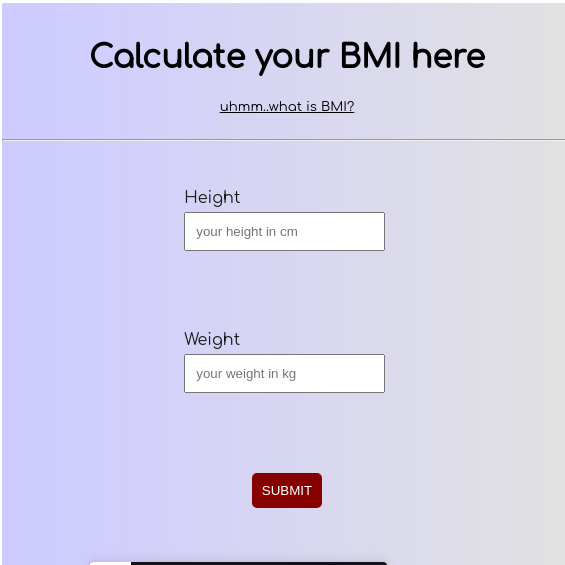 Calculate your BMI here
uhmm..what is BMI?
Height
your height in cm
Weight
your weight in kg
SUBMIT